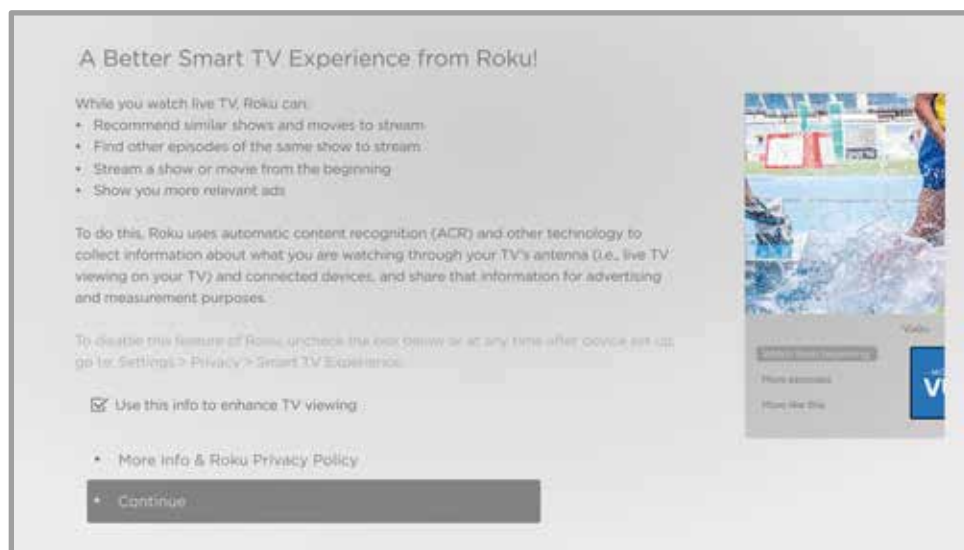 A Better Smart TV Experience from Roku!
While you watch live TV, Roku can:
• Recommend similar shows and movies to stream
• Find other episodes of the same show to stream
• Stream a show or movie from the beginning
• Show you more relevant ads
To do this, Roku uses automatic content recognition (ACR) and other technology to
collect information about what you are watching through your TV's antenna (i.e., live TV
viewing on your TV) and connected devices, and share that information for advertising
and measurement purposes.
To disable this feature of Roku, uncheck the box below or at any time after device set up,
go to: Settings > Privacy > Smart TV Experience.
Use this info to enhance TV viewing
• More Info & Roku Privacy Policy
• Continue
More episodes
More like this